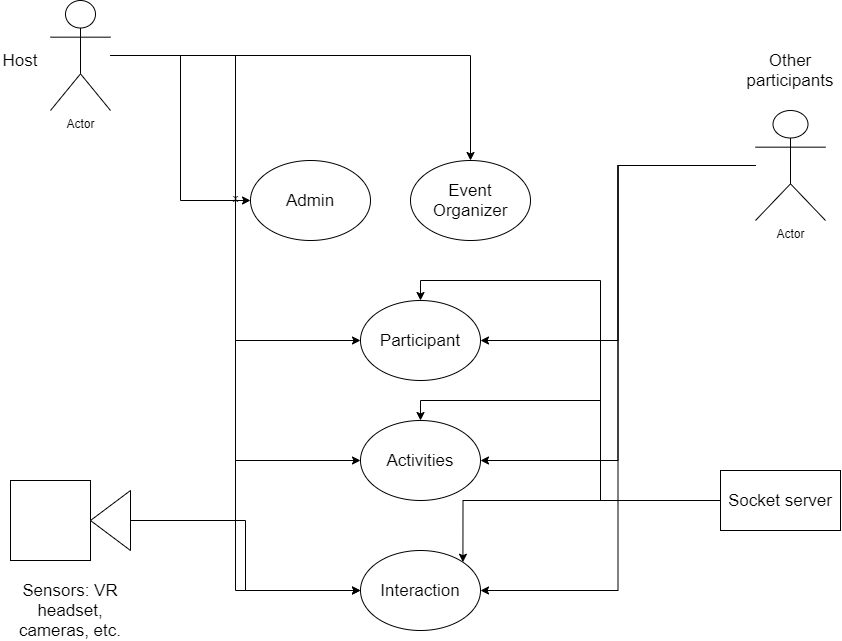 Host
Actor
Other
participants
Actor
Admin
Event
Organizer
Participant
Activities
Socket server
Interaction
Sensors: VR
headset,
cameras, etc.